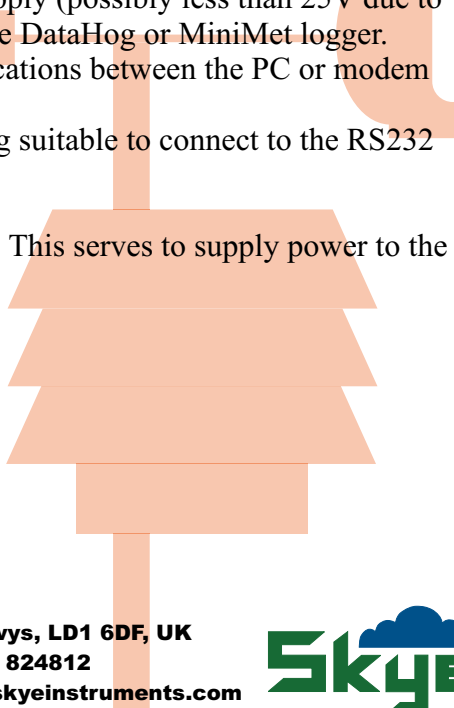 pply (possibly less than 25V due to
e DataHog or MiniMet logger.
cations between the PC or modem
g suitable to connect to the RS232
This serves to supply power to the
wys, LD1 6DF, UK
824812
skyeinstruments.com
Skye